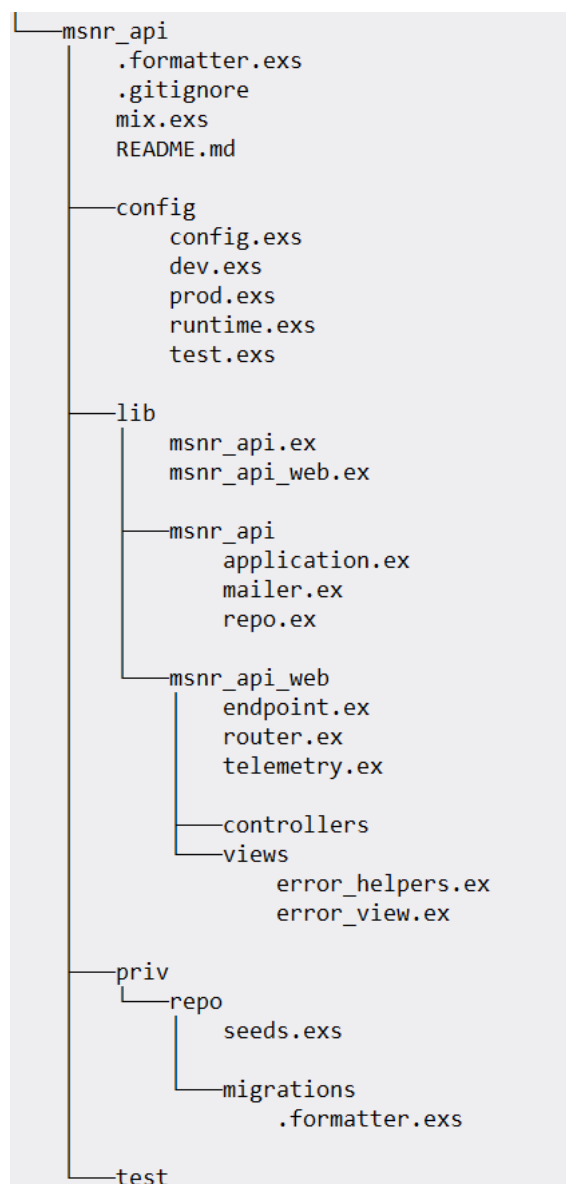 msnr_api
.formatter.exs
.gitignore
mix.exs
README.md
config
config.exs
dev.exs
prod.exs
runtime.exs
test.exs
lib
msnr_api.ex
msnr_api_web.ex
msnr_api
application.ex
mailer.ex
repo.ex
msnr_api_web
endpoint.ex
router.ex
telemetry.ex
controllers
views
error_helpers.ex
error_view.ex
priv
repo
seeds.exs
migrations
.formatter.exs
test